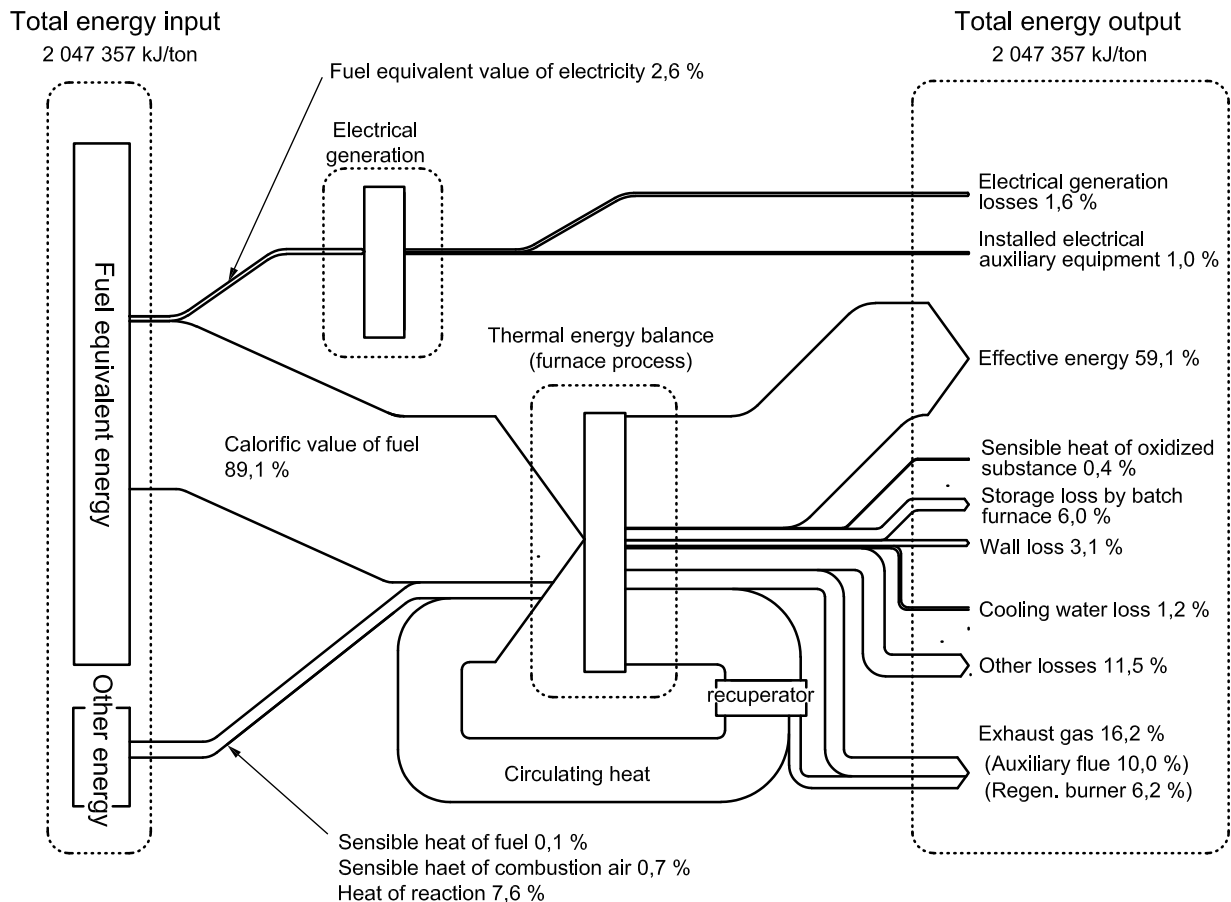 Total energy input
2 047 357 kJ/ton
Total energy output
2 047 357 kJ/ton
Fuel equivalent value of electricity 2,6 %
Electrical
generation
Electrical generation
losses 1,6 %
Installed electrical
auxiliary equipment 1,0 %
Fuel equivalent energy
Thermal energy balance
(furnace process)
Effective energy 59,1 %
Calorific value of fuel
89,1 %
Sensible heat of oxidized
substance 0,4 %
Storage loss by batch
furnace 6,0 %
Wall loss 3,1 %
Cooling water loss 1,2 %
Other losses 11,5 %
Other energy
recuperator
Exhaust gas 16,2 %
(Auxiliary flue 10,0 %)
(Regen. burner 6,2 %)
Circulating heat
Sensible heat of fuel 0,1 %
Sensible haet of combustion air 0,7 %
Heat of reaction 7,6 %